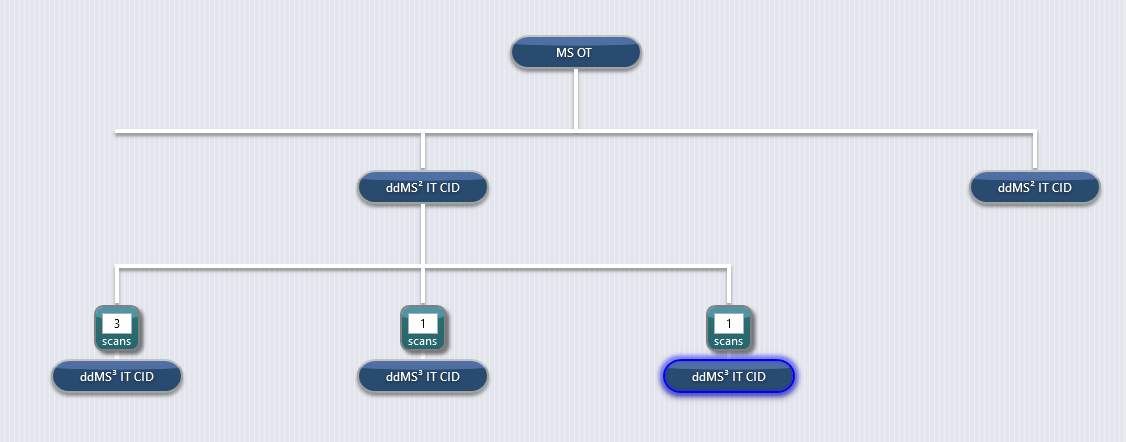 MS OT
ddMS² IT CID
ddMS² IT CID
3
scans
1
scans
1
scans
ddMS³ IT CID
ddMS³ IT CID
ddMS³ IT CID